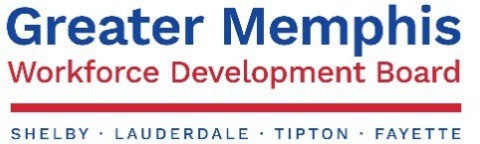 Greater Memphis
Workforce Development Board
SHELBY · LAUDERDALE · TIPTON · FAYETTE